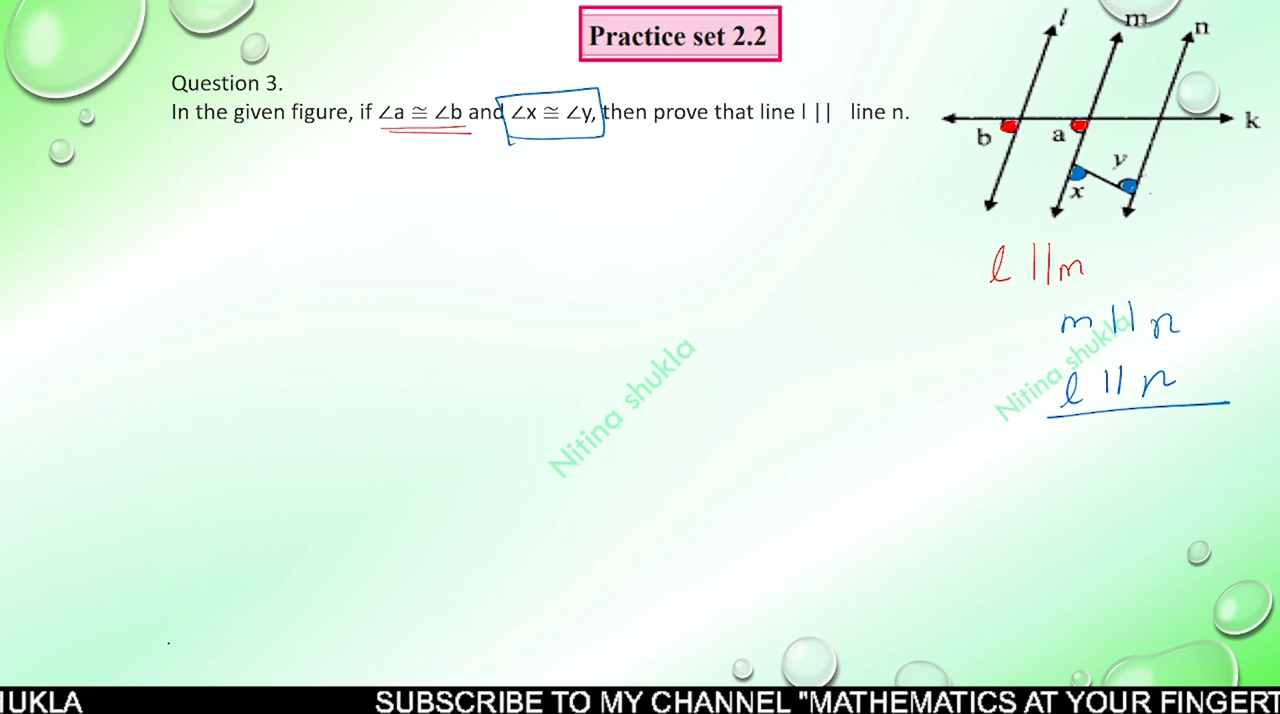 Practice set 2.2
Question 3.
In the given figure, if ∠a ≅ ∠b and ∠x ≅ ∠y, then prove that line l || line n.
l
m
n
k
b
a
y
x
l || m
m || n
l || n
Nitina shukla
Nitina shukla
IUKLA SUBSCRIBE TO MY CHANNEL "MATHEMATICS AT YOUR FINGERT